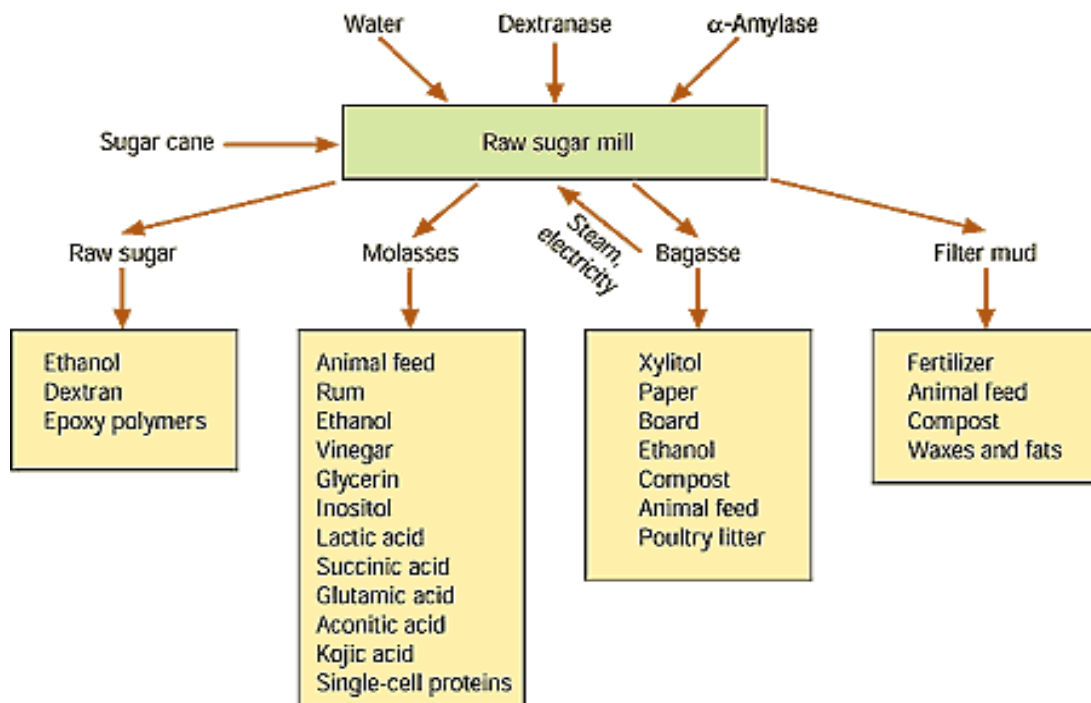 Water
Dextranase
α-Amylase
Sugar cane
Raw sugar mill
Steam,
electricity
Raw sugar
Molasses
Bagasse
Filter mud
Ethanol
Dextran
Epoxy polymers
Animal feed
Rum
Ethanol
Vinegar
Glycerin
Inositol
Lactic acid
Succinic acid
Glutamic acid
Aconitic acid
Kojic acid
Single-cell proteins
Xylitol
Paper
Board
Ethanol
Compost
Animal feed
Poultry litter
Fertilizer
Animal feed
Compost
Waxes and fats